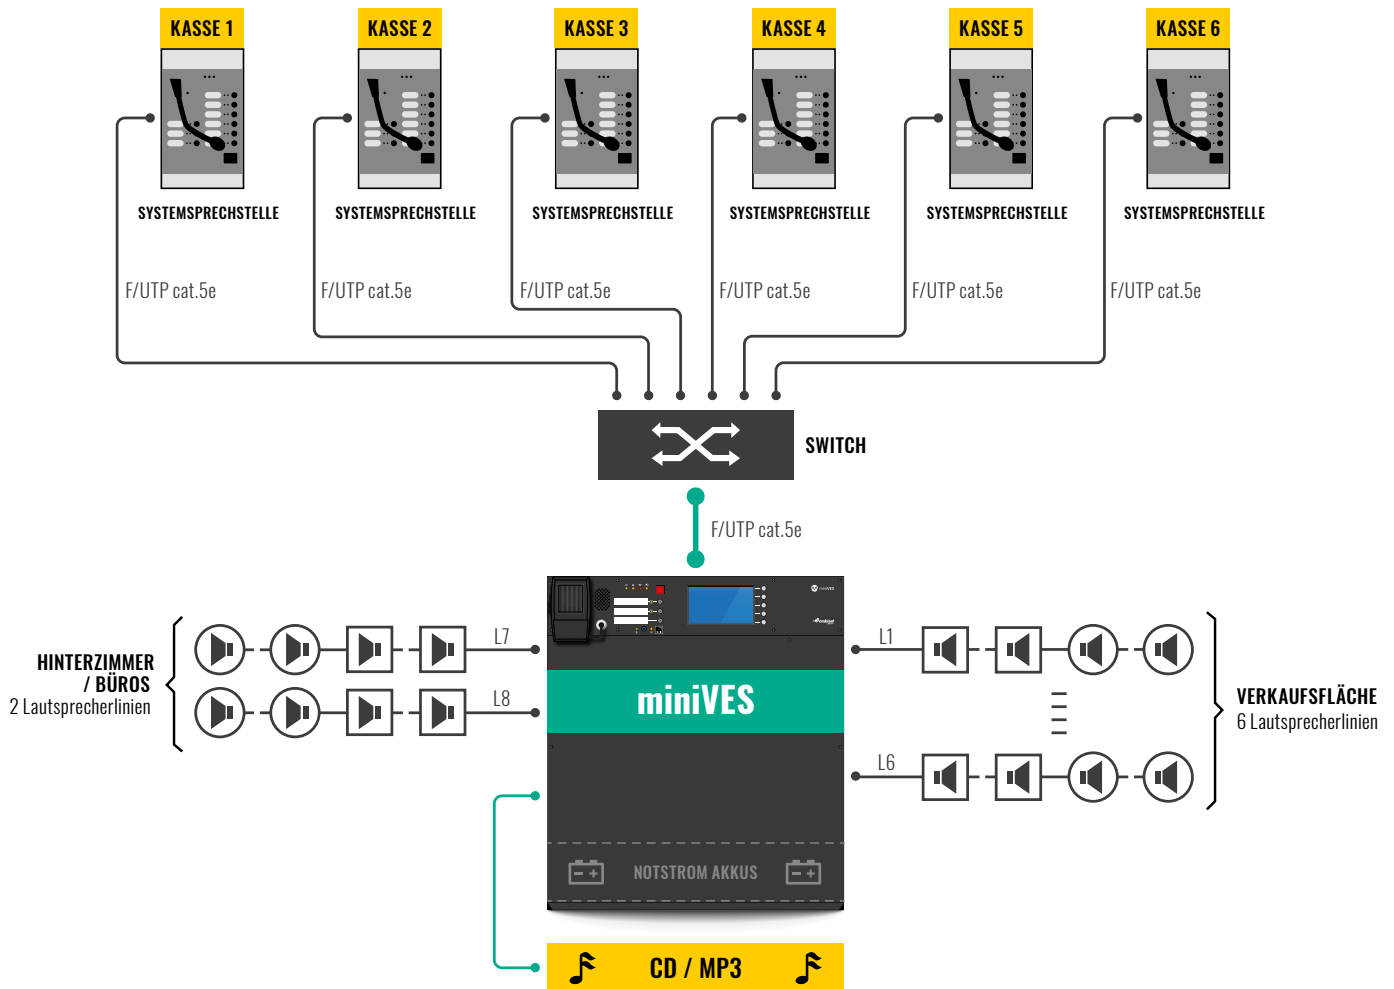 KASSE 1
KASSE 2
KASSE 3
KASSE 4
KASSE 5
KASSE 6
SYSTEMSPRECHSTELLE
SYSTEMSPRECHSTELLE
SYSTEMSPRECHSTELLE
SYSTEMSPRECHSTELLE
SYSTEMSPRECHSTELLE
SYSTEMSPRECHSTELLE
F/UTP cat.5e
F/UTP cat.5e
F/UTP cat.5e
F/UTP cat.5e
F/UTP cat.5e
F/UTP cat.5e
SWITCH
F/UTP cat.5e
miniVES
HINTERZIMMER
/ BÜROS
2 Lautsprecherlinien
L7
L8
miniVES
L1
L6
VERKAUFSFLÄCHE
6 Lautsprecherlinien
NOTSTROM AKKUS
CD / MP3